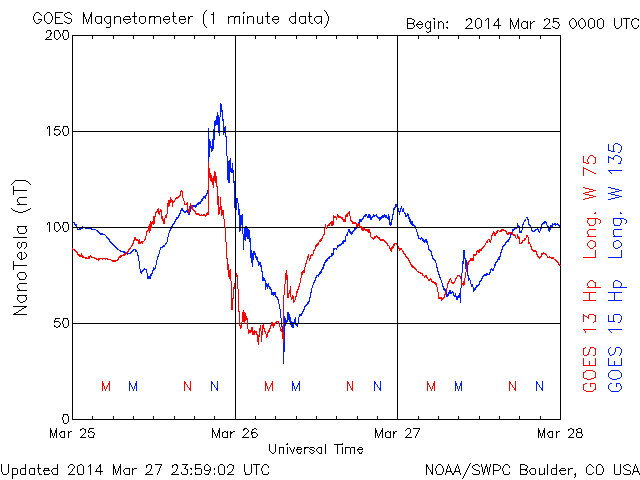 GOES Magnetometer (1 minute data)
Begin: 2014 Mar 25 0000 UTC
200
150
100
50
0
NanoTesla (nT)
M M N N M M N N M M N N
Mar 25 Mar 26 Mar 27 Mar 28
Universal Time
GOES 13 Hp Long. W 75
GOES 15 Hp Long. W 135
Updated 2014 Mar 27 23:59:02 UTC
NOAA/SWPC Boulder, CO USA